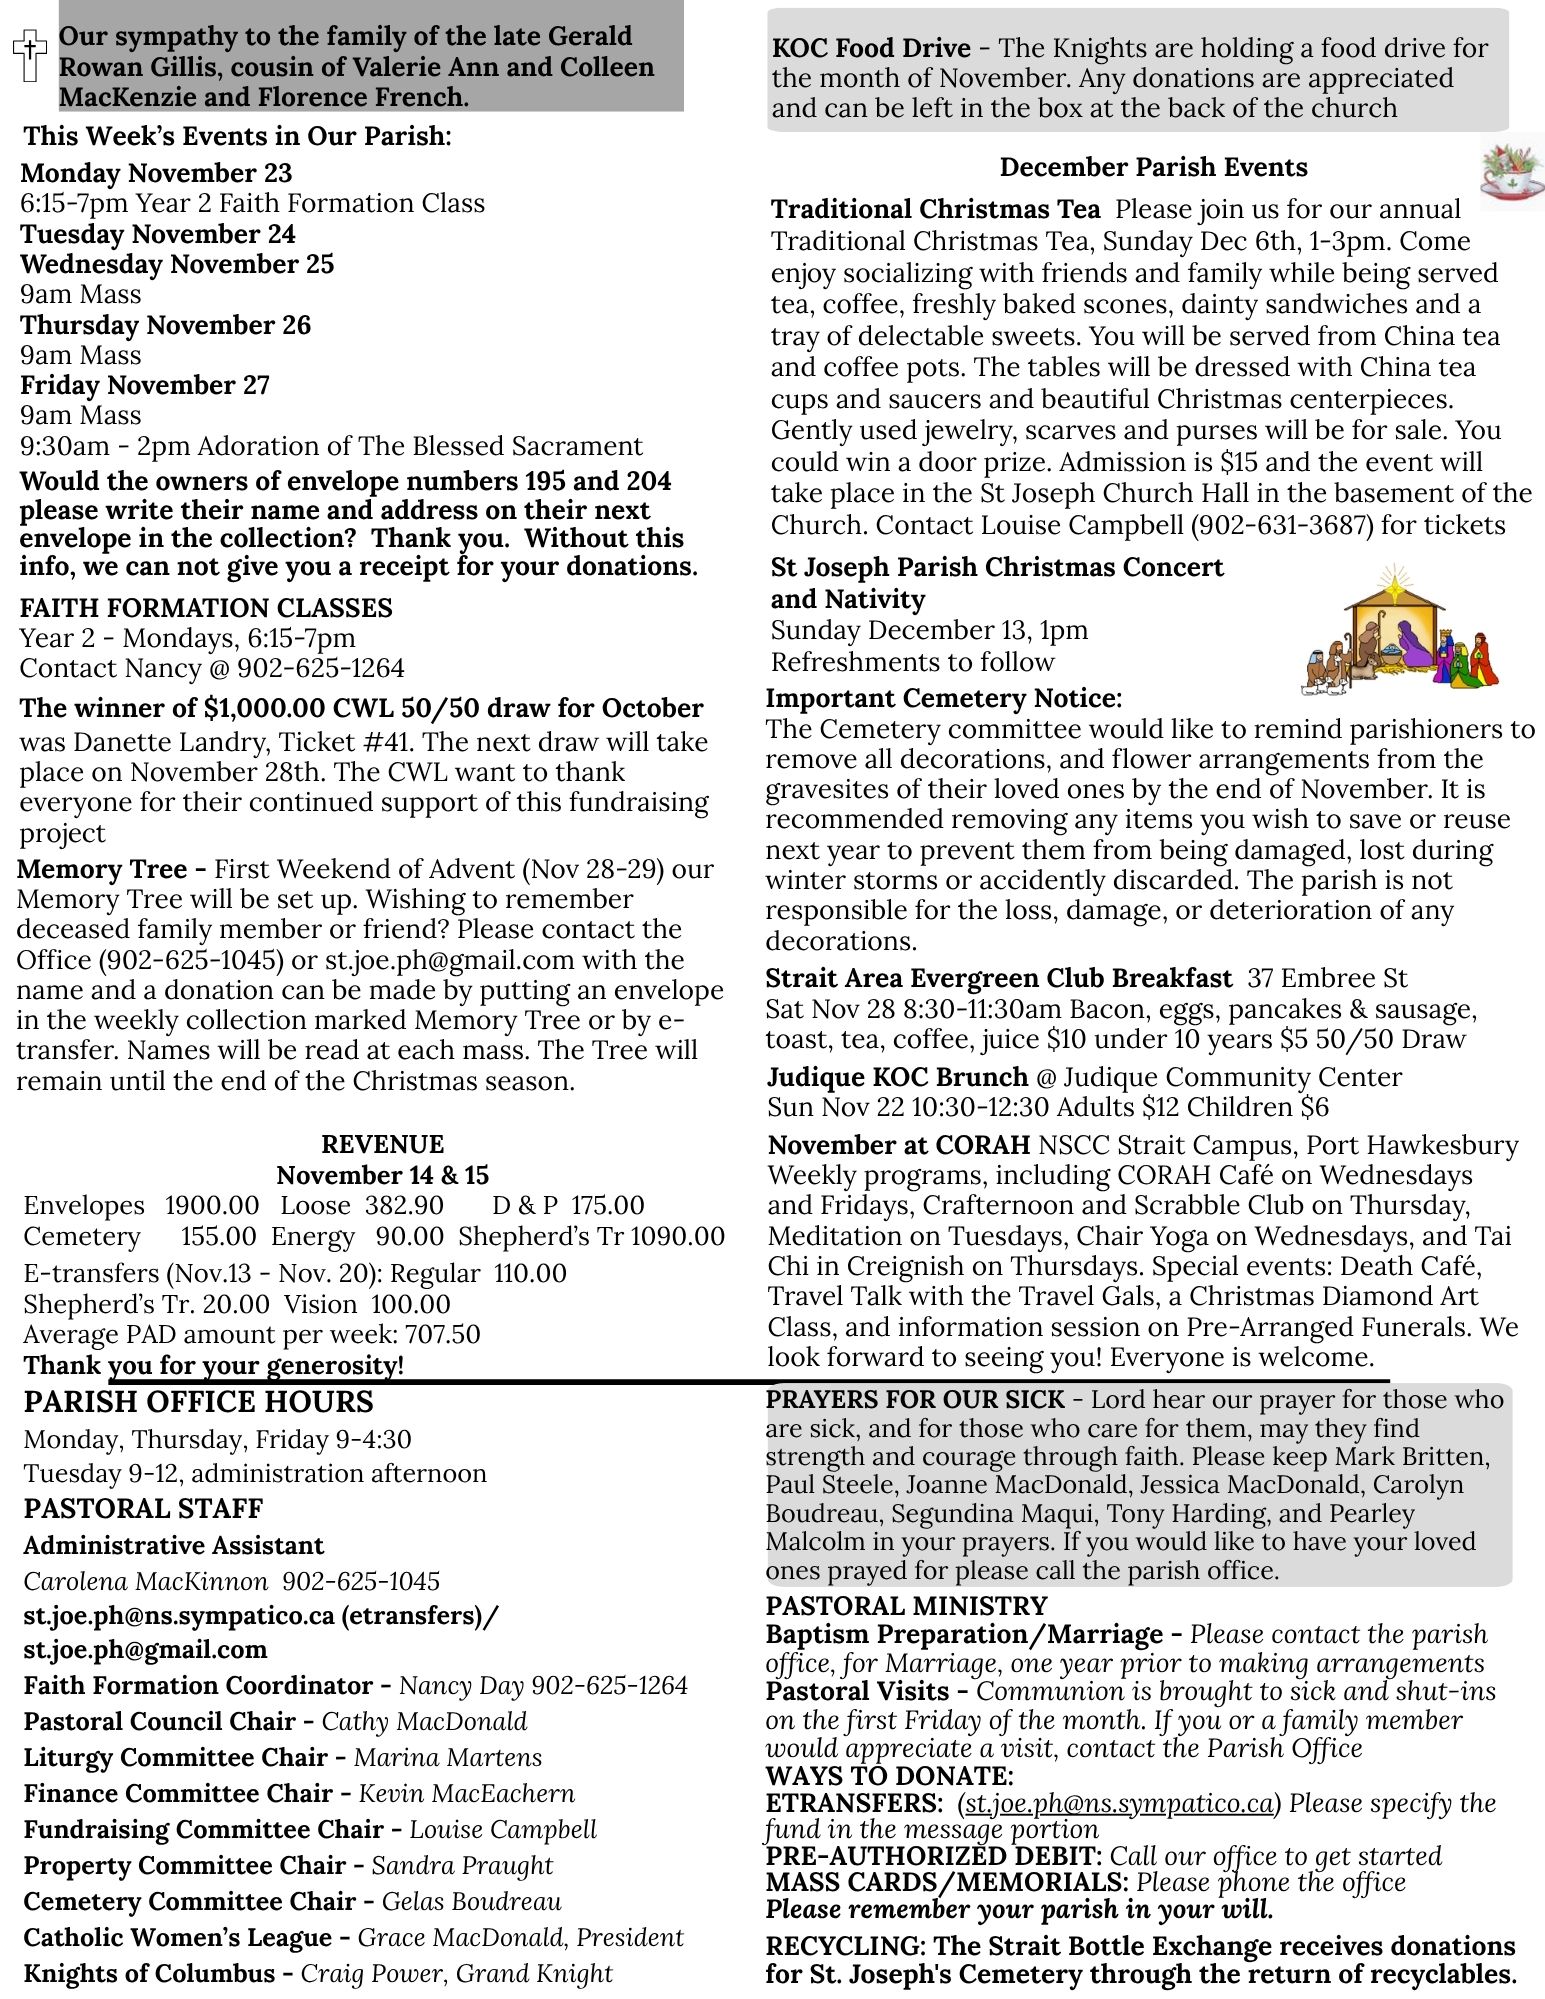 Our sympathy to the family of the late Gerald
Rowan Gillis, cousin of Valerie Ann and Colleen
MacKenzie and Florence French.
This Week's Events in Our Parish:
Monday November 23
6:15-7pm Year 2 Faith Formation Class
Tuesday November 24
Wednesday November 25
9am Mass
Thursday November 26
9am Mass
Friday November 27
9am Mass
9:30am - 2pm Adoration of The Blessed Sacrament
Would the owners of envelope numbers 195 and 204
please write their name and address on their next
envelope in the collection?  Thank you.  Without this
info, we can not give you a receipt for your donations.
FAITH FORMATION CLASSES
Year 2 - Mondays, 6:15-7pm
Contact Nancy @ 902-625-1264
The winner of $1,000.00 CWL 50/50 draw for October
was Danette Landry, Ticket #41. The next draw will take
place on November 28th. The CWL want to thank
everyone for their continued support of this fundraising
project
Memory Tree - First Weekend of Advent (Nov 28-29) our
Memory Tree will be set up. Wishing to remember
deceased family member or friend? Please contact the
Office (902-625-1045) or st.joe.ph@gmail.com with the
name and a donation can be made by putting an envelope
in the weekly collection marked Memory Tree or by e-
transfer. Names will be read at each mass. The Tree will
remain until the end of the Christmas season.
REVENUE
November 14 & 15
Envelopes   1900.00   Loose  382.90       D & P  175.00
Cemetery      155.00  Energy   90.00  Shepherd's Tr 1090.00
E-transfers (Nov.13 - Nov. 20): Regular  110.00
Shepherd's Tr. 20.00  Vision  100.00
Average PAD amount per week: 707.50
Thank you for your generosity!
PARISH OFFICE HOURS
Monday, Thursday, Friday 9-4:30
Tuesday 9-12, administration afternoon
PASTORAL STAFF
Administrative Assistant
Carolena MacKinnon  902-625-1045
st.joe.ph@ns.sympatico.ca (etransfers)/
st.joe.ph@gmail.com
Faith Formation Coordinator - Nancy Day 902-625-1264
Pastoral Council Chair - Cathy MacDonald
Liturgy Committee Chair - Marina Martens
Finance Committee Chair - Kevin MacEachern
Fundraising Committee Chair - Louise Campbell
Property Committee Chair - Sandra Praught
Cemetery Committee Chair - Gelas Boudreau
Catholic Women's League - Grace MacDonald, President
Knights of Columbus - Craig Power, Grand Knight
KOC Food Drive - The Knights are holding a food drive for
the month of November. Any donations are appreciated
and can be left in the box at the back of the church
December Parish Events
Traditional Christmas Tea  Please join us for our annual
Traditional Christmas Tea, Sunday Dec 6th, 1-3pm. Come
enjoy socializing with friends and family while being served
tea, coffee, freshly baked scones, dainty sandwiches and a
tray of delectable sweets. You will be served from China tea
and coffee pots. The tables will be dressed with China tea
cups and saucers and beautiful Christmas centerpieces.
Gently used jewelry, scarves and purses will be for sale. You
could win a door prize. Admission is $15 and the event will
take place in the St Joseph Church Hall in the basement of the
Church. Contact Louise Campbell (902-631-3687) for tickets
St Joseph Parish Christmas Concert
and Nativity
Sunday December 13, 1pm
Refreshments to follow
Important Cemetery Notice:
The Cemetery committee would like to remind parishioners to
remove all decorations, and flower arrangements from the
gravesites of their loved ones by the end of November. It is
recommended removing any items you wish to save or reuse
next year to prevent them from being damaged, lost during
winter storms or accidently discarded. The parish is not
responsible for the loss, damage, or deterioration of any
decorations.
Strait Area Evergreen Club Breakfast  37 Embree St
Sat Nov 28 8:30-11:30am Bacon, eggs, pancakes & sausage,
toast, tea, coffee, juice $10 under 10 years $5 50/50 Draw
Judique KOC Brunch @ Judique Community Center
Sun Nov 22 10:30-12:30 Adults $12 Children $6
November at CORAH NSCC Strait Campus, Port Hawkesbury
Weekly programs, including CORAH Café on Wednesdays
and Fridays, Crafternoon and Scrabble Club on Thursday,
Meditation on Tuesdays, Chair Yoga on Wednesdays, and Tai
Chi in Creignish on Thursdays. Special events: Death Café,
Travel Talk with the Travel Gals, a Christmas Diamond Art
Class, and information session on Pre-Arranged Funerals. We
look forward to seeing you! Everyone is welcome.
PRAYERS FOR OUR SICK - Lord hear our prayer for those who
are sick, and for those who care for them, may they find
strength and courage through faith. Please keep Mark Britten,
Paul Steele, Joanne MacDonald, Jessica MacDonald, Carolyn
Boudreau, Segundina Maqui, Tony Harding, and Pearley
Malcolm in your prayers. If you would like to have your loved
ones prayed for please call the parish office.
PASTORAL MINISTRY
Baptism Preparation/Marriage - Please contact the parish
office, for Marriage, one year prior to making arrangements
Pastoral Visits - Communion is brought to sick and shut-ins
on the first Friday of the month. If you or a family member
would appreciate a visit, contact the Parish Office
WAYS TO DONATE:
ETRANSFERS:  (st.joe.ph@ns.sympatico.ca) Please specify the
fund in the message portion
PRE-AUTHORIZED DEBIT: Call our office to get started
MASS CARDS/MEMORIALS: Please phone the office
Please remember your parish in your will.
RECYCLING: The Strait Bottle Exchange receives donations
for St. Joseph's Cemetery through the return of recyclables.